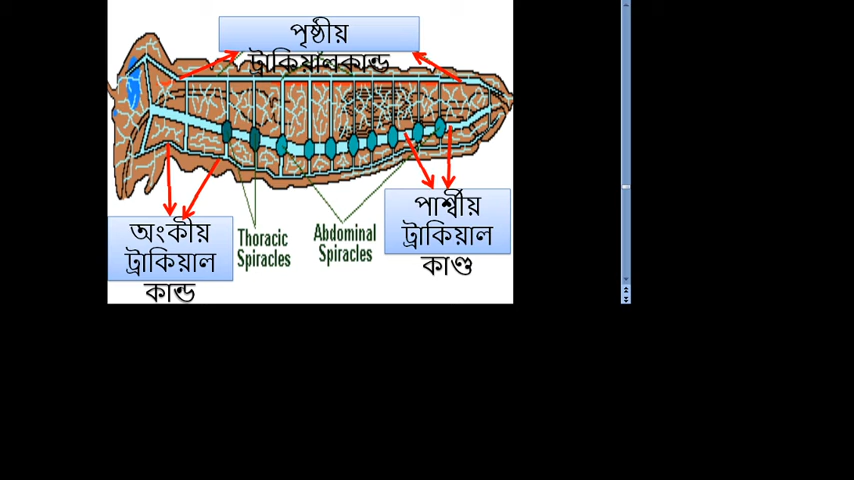 পৃষ্ঠীয়
ট্রাকিয়ালকান্ড
অংকীয়
ট্রাকিয়াল
কান্ড
Thoracic
Spiracles
Abdominal
Spiracles
পার্শ্বীয়
ট্রাকিয়াল
কাণ্ড